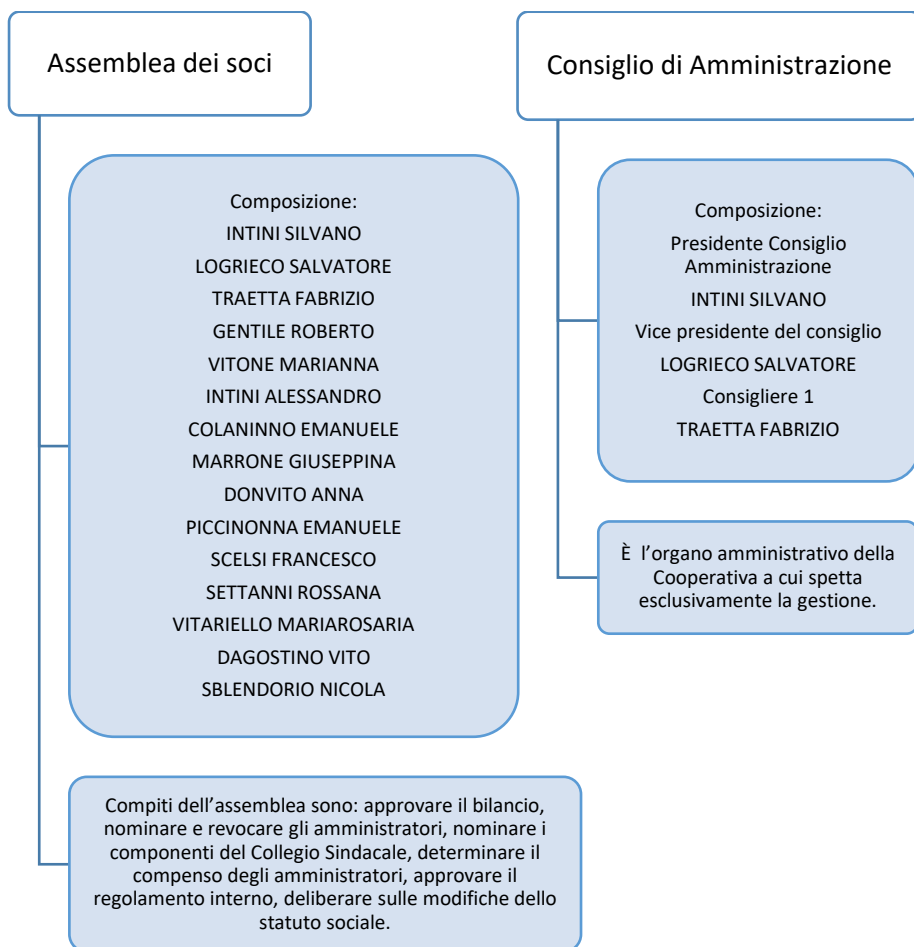 Assemblea dei soci
Composizione:
INTINI SILVANO
LOGRIECO SALVATORE
TRAETTA FABRIZIO
GENTILE ROBERTO
VITONE MARIANNA
INTINI ALESSANDRO
COLANINNO EMANUELE
MARRONE GIUSEPPINA
DONVITO ANNA
PICCINONNA EMANUELE
SCELSI FRANCESCO
SETTANNI ROSSANA
VITARIELLO MARIAROSARIA
DAGOSTINO VITO
SBLENDORIO NICOLA
Compiti dell’assemblea sono: approvare il bilancio,
nominare e revocare gli amministratori, nominare i
componenti del Collegio Sindacale, determinare il
compenso degli amministratori, approvare il
regolamento interno, deliberare sulle modifiche dello
statuto sociale.
Consiglio di Amministrazione
Composizione:
Presidente Consiglio
Amministrazione
INTINI SILVANO
Vice presidente del consiglio
LOGRIECO SALVATORE
Consigliere 1
TRAETTA FABRIZIO
È l’organo amministrativo della
Cooperativa a cui spetta
esclusivamente la gestione.